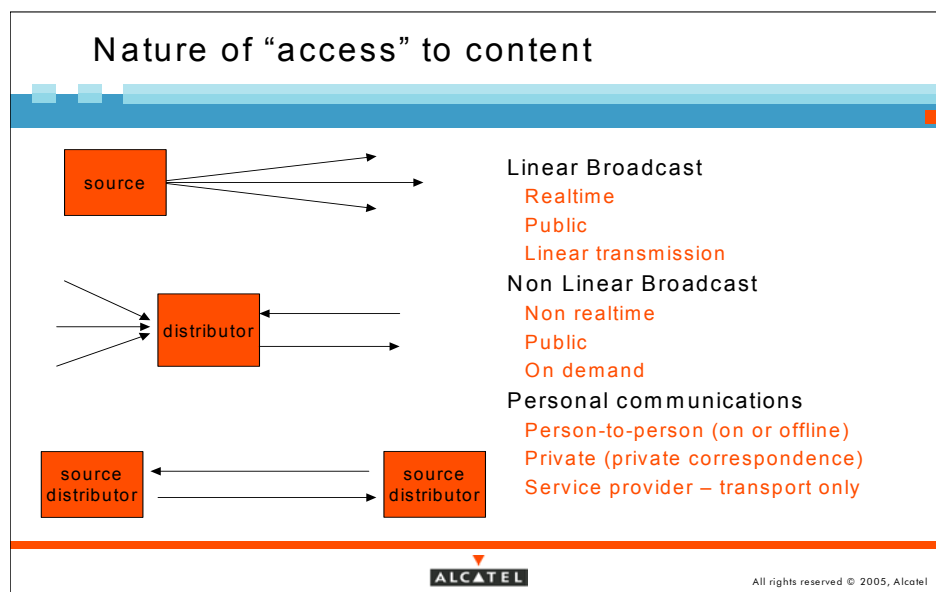 Nature of “access” to content
source
Linear Broadcast
Realtime
Public
Linear transmission
distributor
Non Linear Broadcast
Non realtime
Public
On demand
source
distributor
source
distributor
Personal communications
Person-to-person (on or offline)
Private (private correspondence)
Service provider – transport only
ALCATEL
All rights reserved © 2005, Alcatel